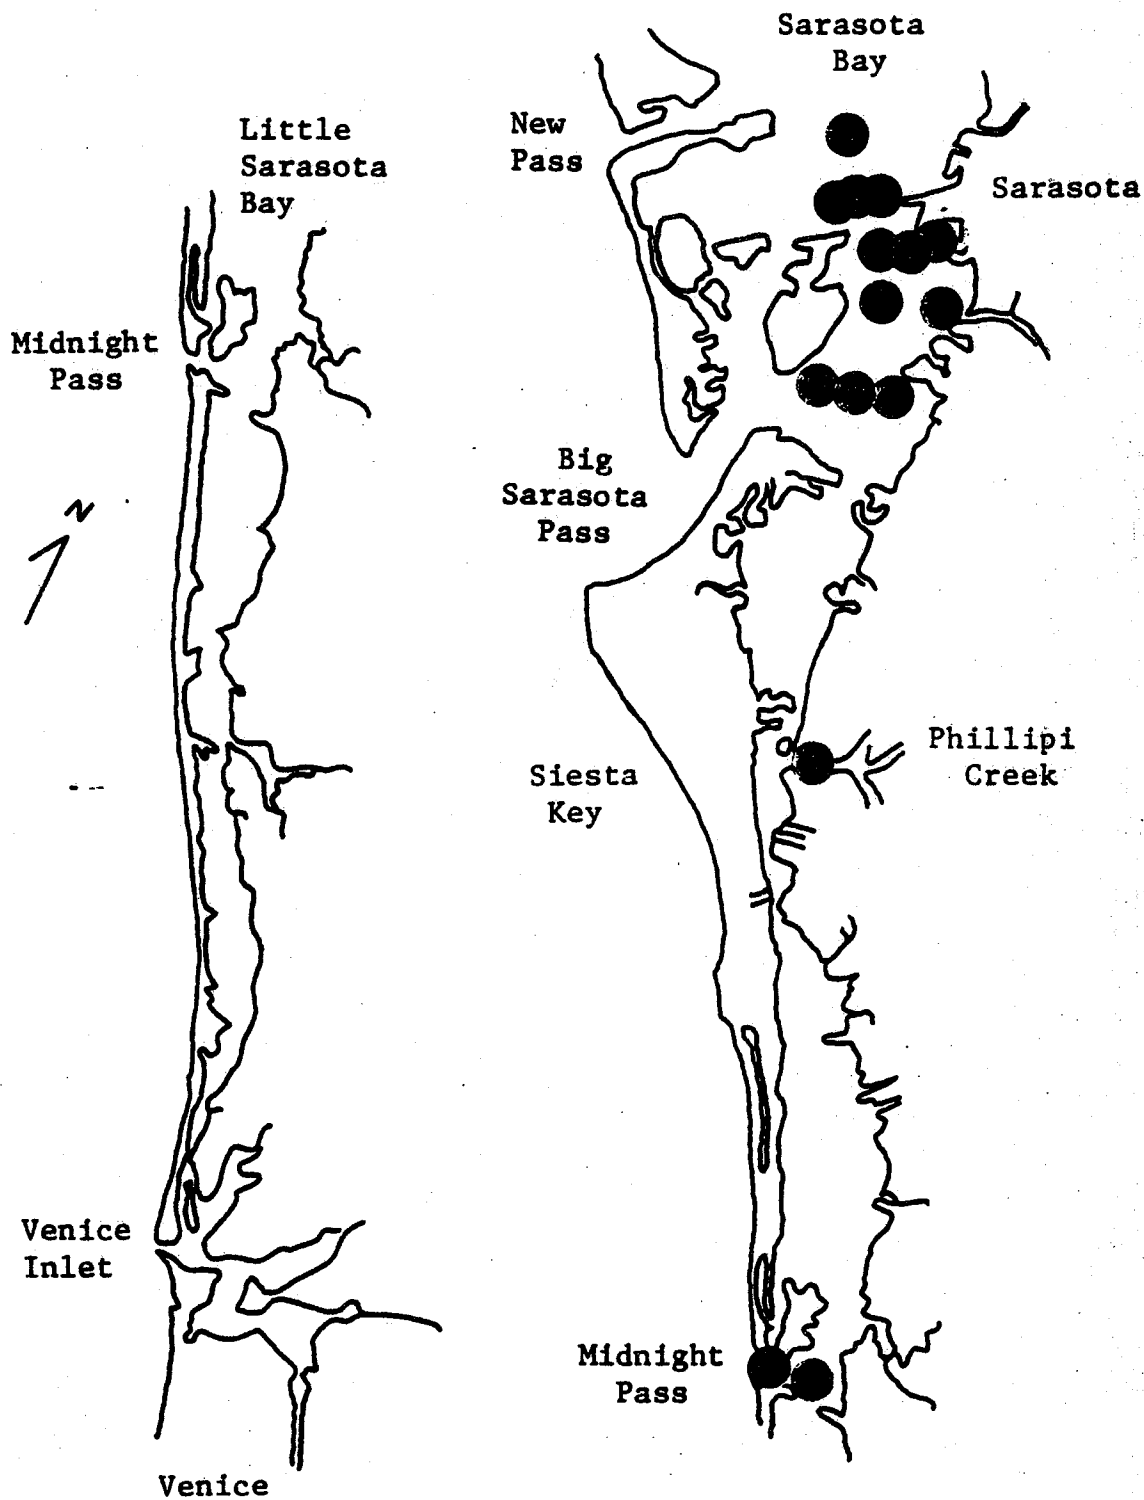 Sarasota
Bay
New
Pass
Sarasota
Little
Sarasota
Bay
Midnight
Pass
N
Big
Sarasota
Pass
Siesta
Key
Phillipi
Creek
Venice
Inlet
Midnight
Pass
Venice